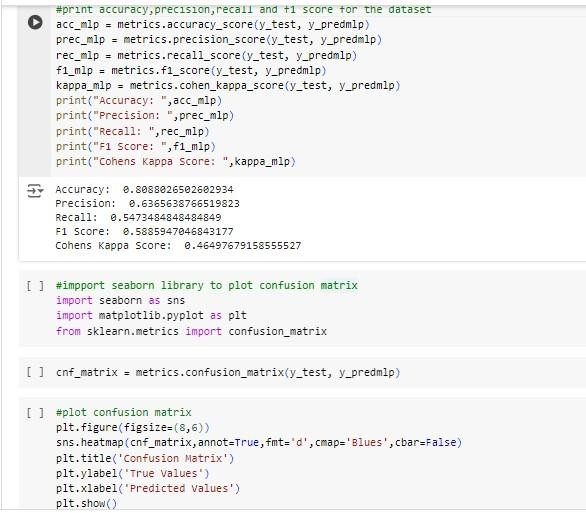 #print accuracy,precision,recall and f1 score for the dataset
acc_mlp = metrics.accuracy_score(y_test, y_predmlp)
prec_mlp = metrics.precision_score(y_test, y_predmlp)
rec_mlp = metrics.recall_score(y_test, y_predmlp)
f1_mlp = metrics.f1_score(y_test, y_predmlp)
kappa_mlp = metrics.cohen_kappa_score(y_test, y_predmlp)
print("Accuracy: ",acc_mlp)
print("Precision: ",prec_mlp)
print("Recall: ",rec_mlp)
print("F1 Score: ",f1_mlp)
print("Cohens Kappa Score: ",kappa_mlp)
Accuracy:  0.8088026502602934
Precision:  0.6365638766519823
Recall:  0.5473484848484849
F1 Score:  0.5885947046843177
Cohens Kappa Score:  0.46497679158555527
[ ] #impport seaborn library to plot confusion matrix
import seaborn as sns
import matplotlib.pyplot as plt
from sklearn.metrics import confusion_matrix
[ ] cnf_matrix = metrics.confusion_matrix(y_test, y_predmlp)
[ ] #plot confusion matrix
plt.figure(figsize=(8,6))
sns.heatmap(cnf_matrix,annot=True,fmt='d',cmap='Blues',cbar=False)
plt.title('Confusion Matrix')
plt.ylabel('True Values')
plt.xlabel('Predicted Values')
plt.show()